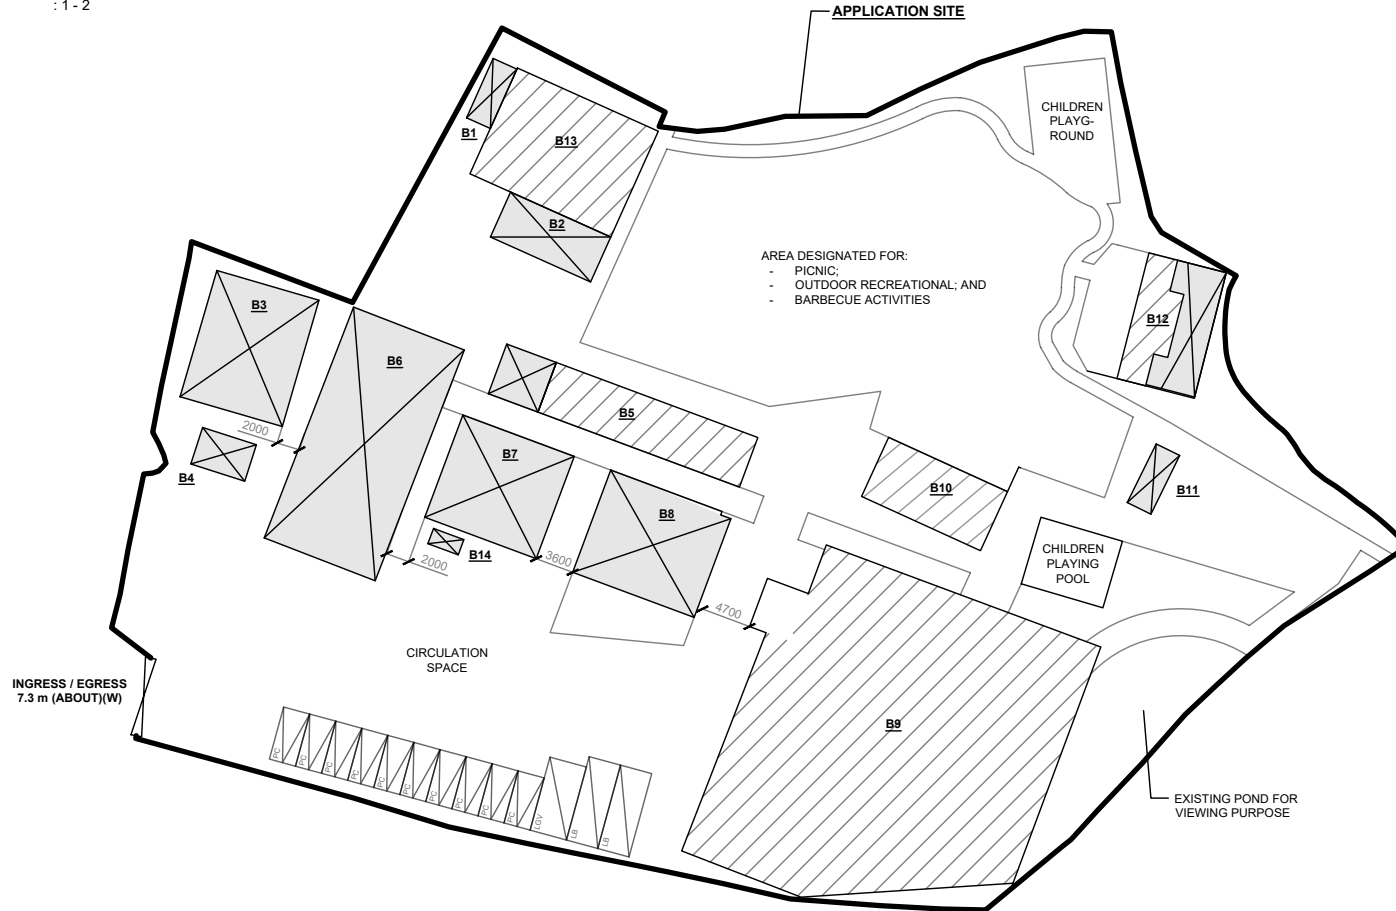 : 1 - 2
APPLICATION SITE
CHILDREN
PLAYG-
ROUND
B1
B13
B2
AREA DESIGNATED FOR:
- PICNIC;
- OUTDOOR RECREATIONAL; AND
- BARBECUE ACTIVITIES
B3
B12
B6
B5
2000
B7
B4
B10
B11
B8
B14
3600
2000
CHILDREN
PLAYING
POOL
4700
CIRCULATION
SPACE
INGRESS / EGRESS
7.3 m (ABOUT)(W)
B9
PC
PC
PC
PC
PC
PC
PC
PC
PC
PC
LGV
LB
LB
EXISTING POND FOR
VIEWING PURPOSE